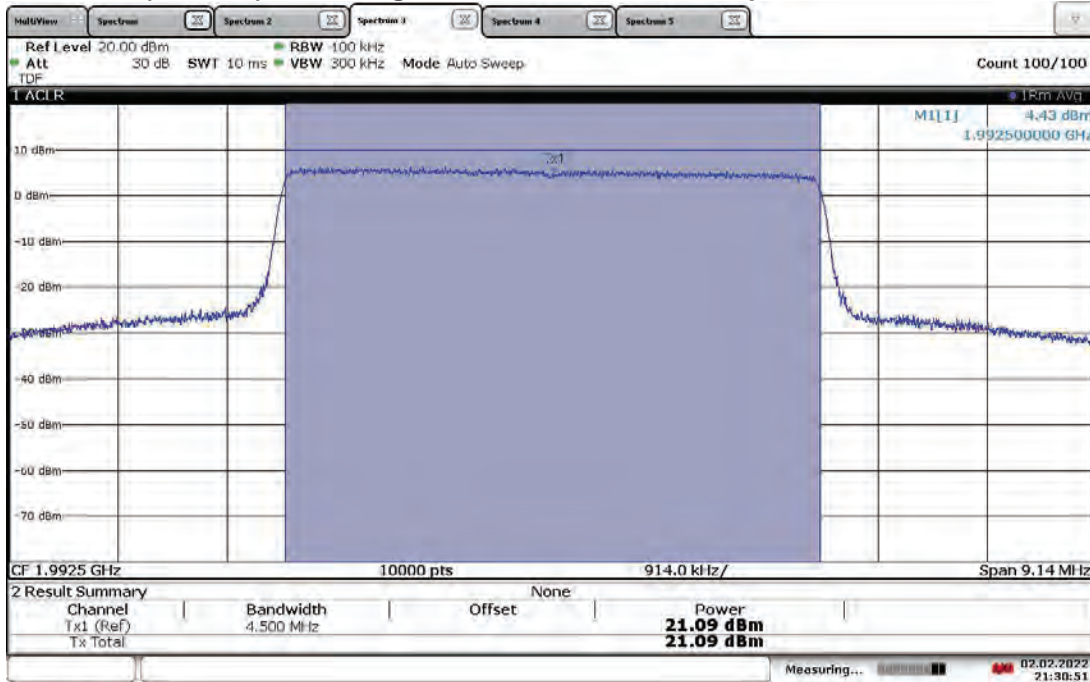 MultiView Spectrum Spectrum 2 Spectrum 3 Spectrum 4 Spectrum 5
Ref Level 20.00 dBm RBW 100 kHz
Att 30 dB SWT 10 ms VBW 300 kHz Mode Auto Sweep Count 100/100
TDF
1 ACLR 1Rm Avg
M1[1] 4.43 dBm
1.992500000 GHz
10 dBm
Tx1
0 dBm
-10 dBm
-20 dBm
-30 dBm
-40 dBm
-50 dBm
-60 dBm
-70 dBm
CF 1.9925 GHz 10000 pts 914.0 kHz/ Span 9.14 MHz
2 Result Summary None
Channel Bandwidth Offset Power
Tx1 (Ref) 4.500 MHz 21.09 dBm
Tx Total 21.09 dBm
Measuring... 02.02.2022
21:30:51